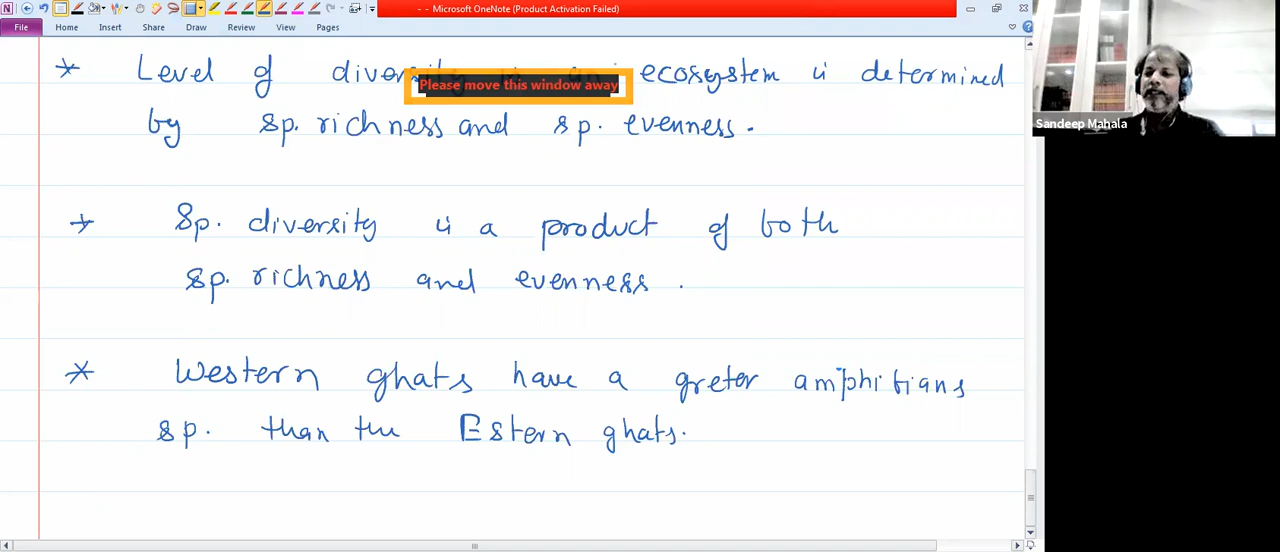 - - Microsoft OneNote (Product Activation Failed)
File Home Insert Share Draw Review View Pages
* Level of in an ecosystem is determined
Please move this window away
by sp. richness and sp. evenness.
Sandeep Mahala
* Sp. diversity is a product of both
sp. richness and evenness.
* Western ghats have a greter amphibians
sp. than the Estern ghats.